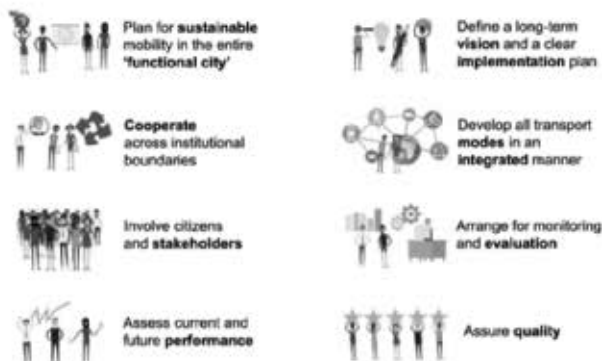 Plan for sustainable
mobility in the entire
'functional city'
Cooperate
across institutional
boundaries
Involve citizens
and stakeholders
Assess current and
future performance
Define a long-term
vision and a clear
implementation plan
Develop all transport
modes in an
integrated manner
Arrange for monitoring
and evaluation
Assure quality